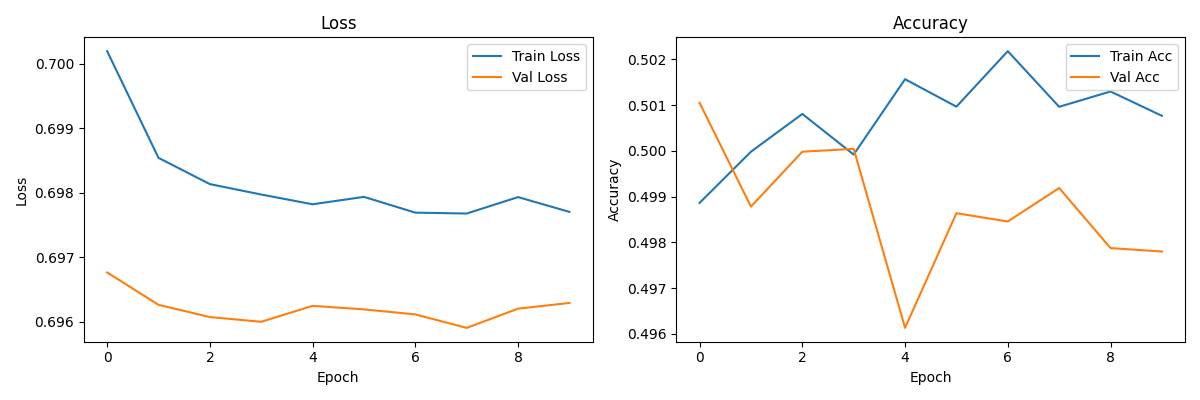 Loss
Train Loss
Val Loss
0.700
0.699
0.698
0.697
0.696
Loss
0 2 4 6 8
Epoch
Accuracy
Train Acc
Val Acc
0.502
0.501
0.500
0.499
0.498
0.497
0.496
Accuracy
0 2 4 6 8
Epoch